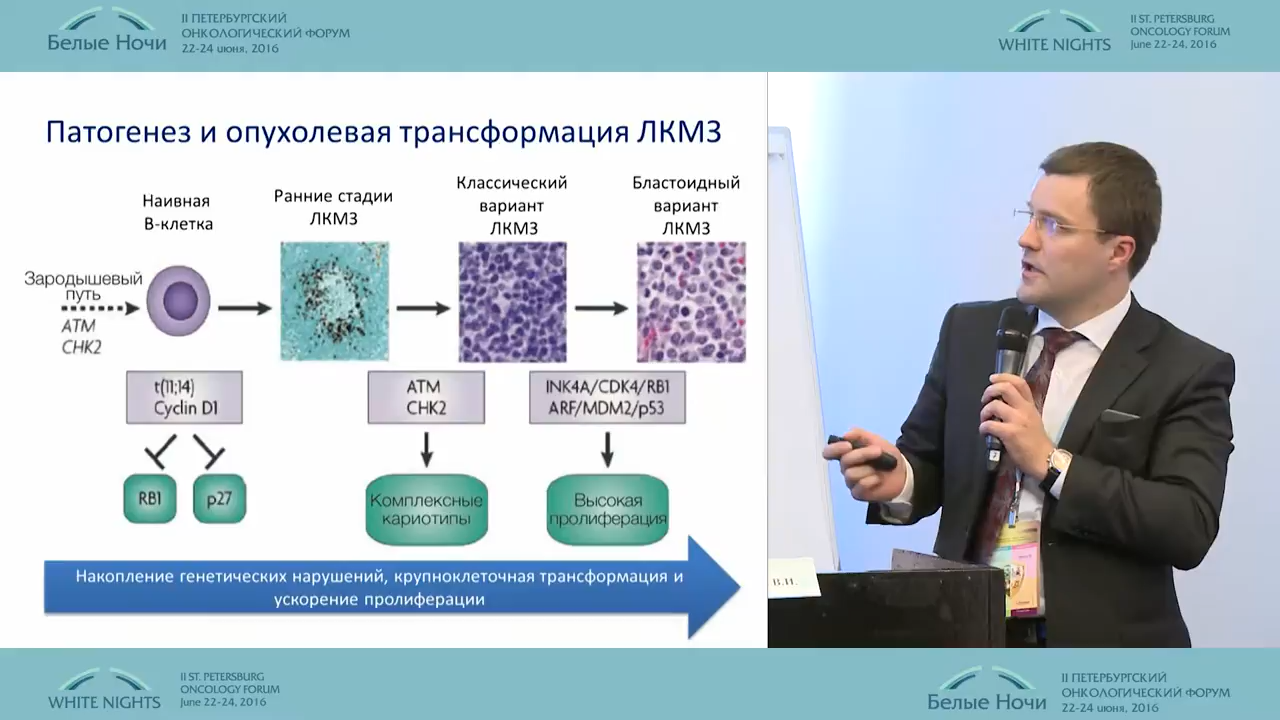 Белые Ночи
II ПЕТЕРБУРГСКИЙ
ОНКОЛОГИЧЕСКИЙ ФОРУМ
22-24 июня, 2016
WHITE NIGHTS
II ST. PETERSBURG
ONCOLOGY FORUM
June 22-24, 2016
Патогенез и опухолевая трансформация ЛКМЗ
Наивная
В-клетка
Ранние стадии
ЛКМЗ
Классический
вариант
ЛКМЗ
Бластоидный
вариант
ЛКМЗ
Зародышевый
путь
ATM
CHK2
t(11;14)
Cyclin D1
ATM
CHK2
INK4A/CDK4/RB1
ARF/MDM2/p53
RB1
p27
Комплексные
кариотипы
Высокая
пролиферация
Накопление генетических нарушений, крупноклеточная трансформация и
ускорение пролиферации
В.И.
WHITE NIGHTS
II ST. PETERSBURG
ONCOLOGY FORUM
June 22-24, 2016
Белые Ночи
II ПЕТЕРБУРГСКИЙ
ОНКОЛОГИЧЕСКИЙ ФОРУМ
22-24 июня, 2016